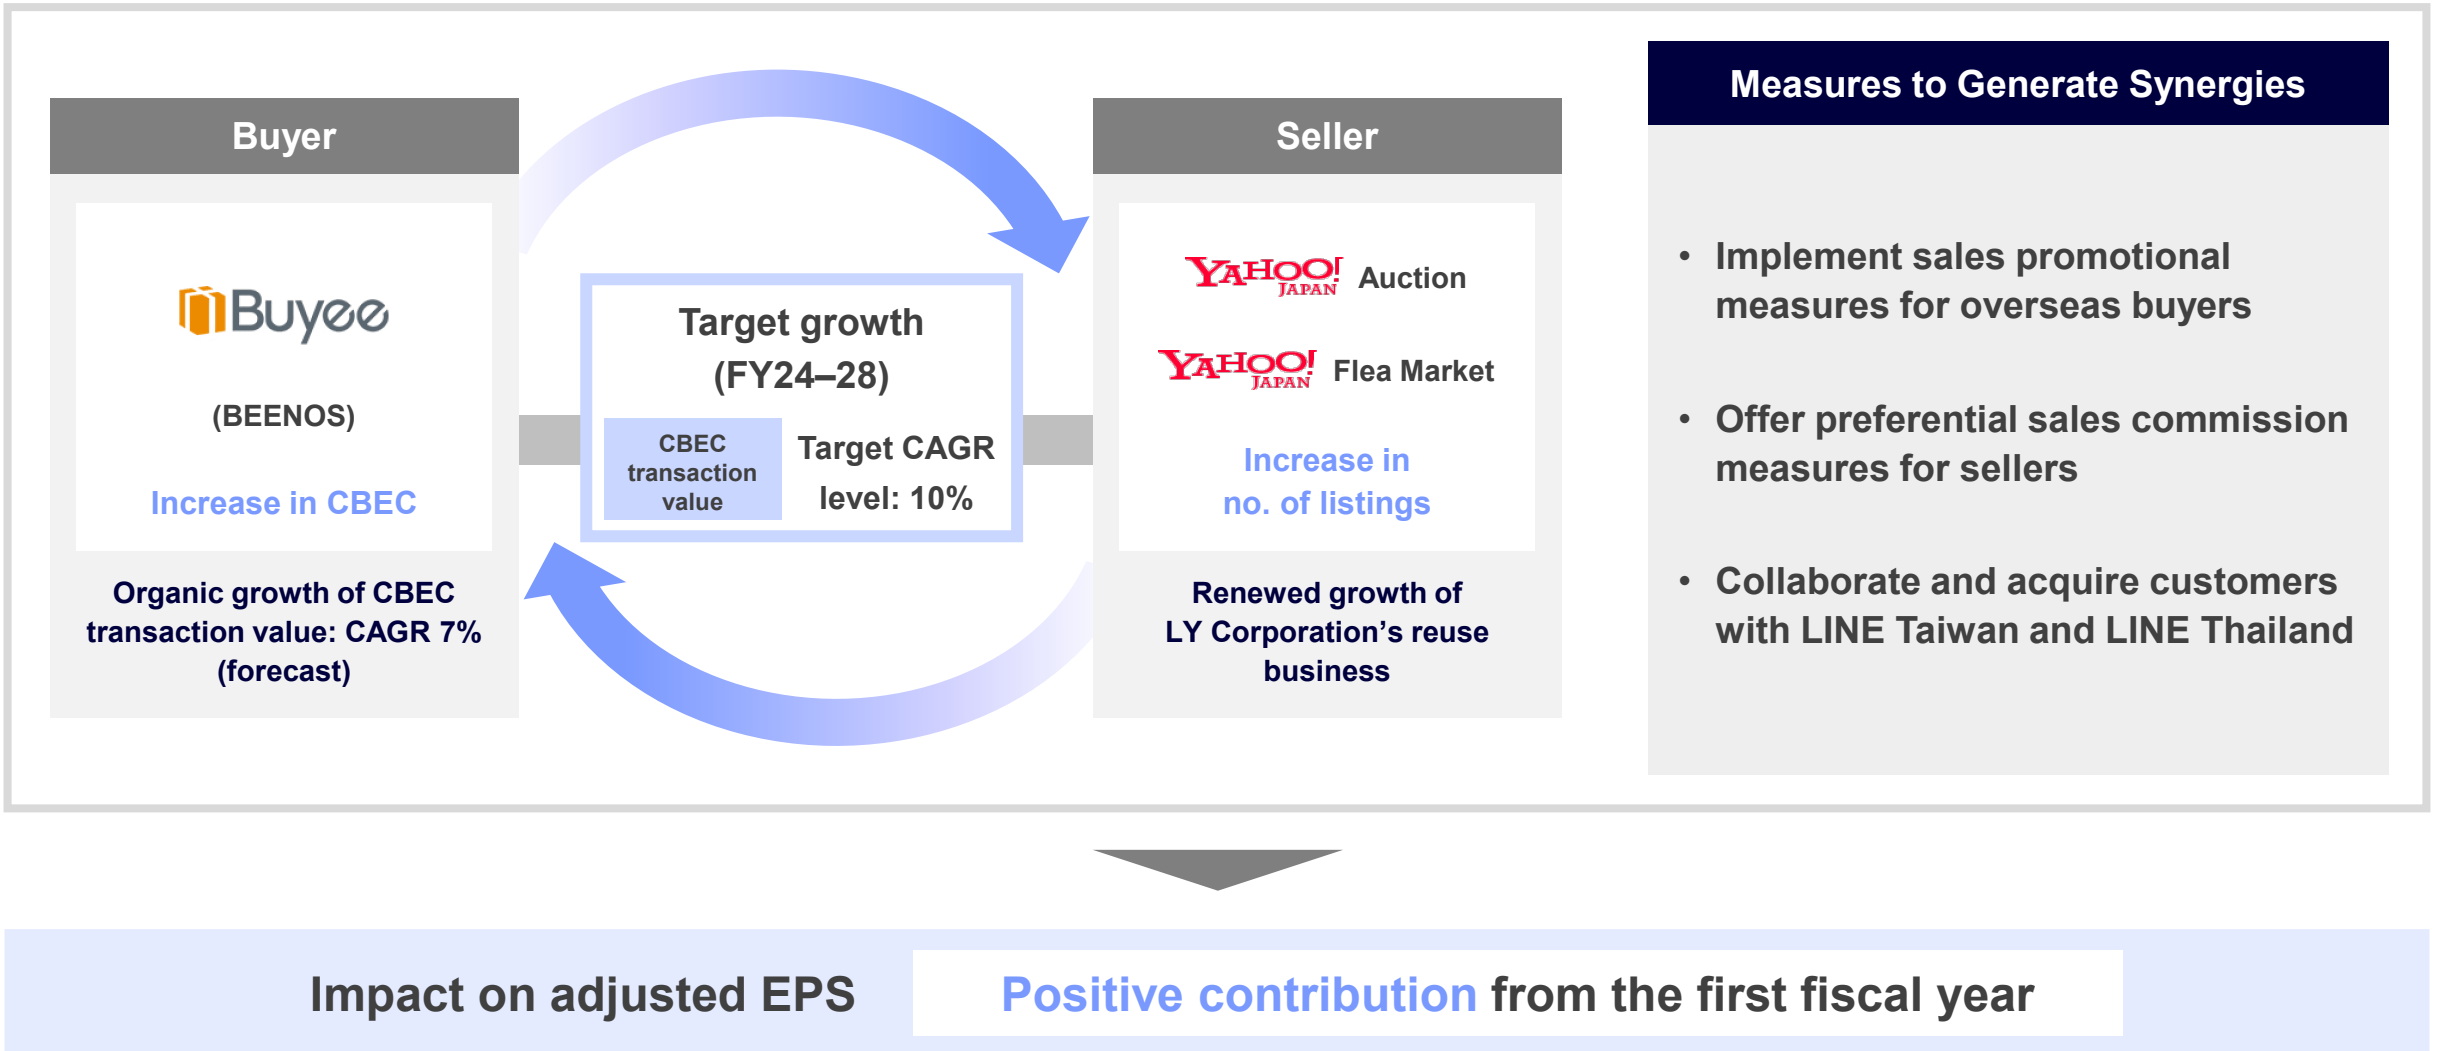 Buyer
Buyee
(BEENOS)
Increase in CBEC
Organic growth of CBEC
transaction value: CAGR 7%
(forecast)
Target growth
(FY24–28)
CBEC
transaction
value
Target CAGR
level: 10%
Seller
YAHOO! JAPAN Auction
YAHOO! JAPAN Flea Market
Increase in
no. of listings
Renewed growth of
LY Corporation’s reuse
business
Measures to Generate Synergies
• Implement sales promotional
measures for overseas buyers
• Offer preferential sales commission
measures for sellers
• Collaborate and acquire customers
with LINE Taiwan and LINE Thailand
Impact on adjusted EPS
Positive contribution from the first fiscal year